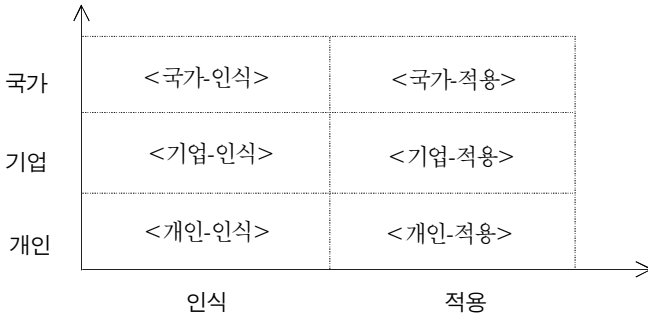 국가 <국가-인식> <국가-적용>
기업 <기업-인식> <기업-적용>
개인 <개인-인식> <개인-적용>
인식 적용